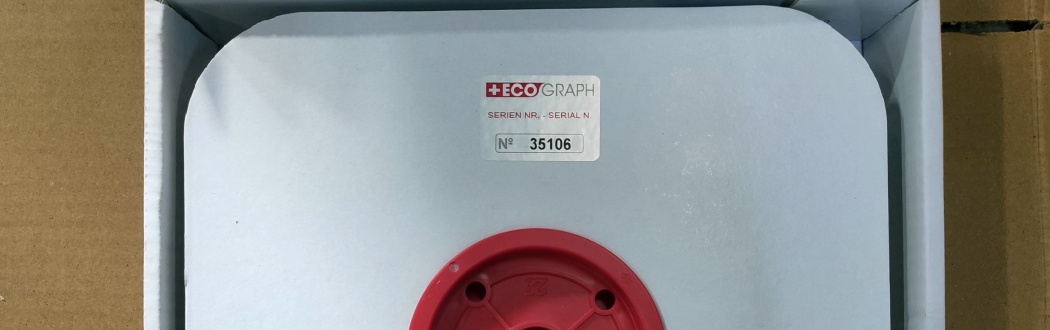 +ECOGRAPH
SERIEN NR. - SERIAL N
Nº 35106